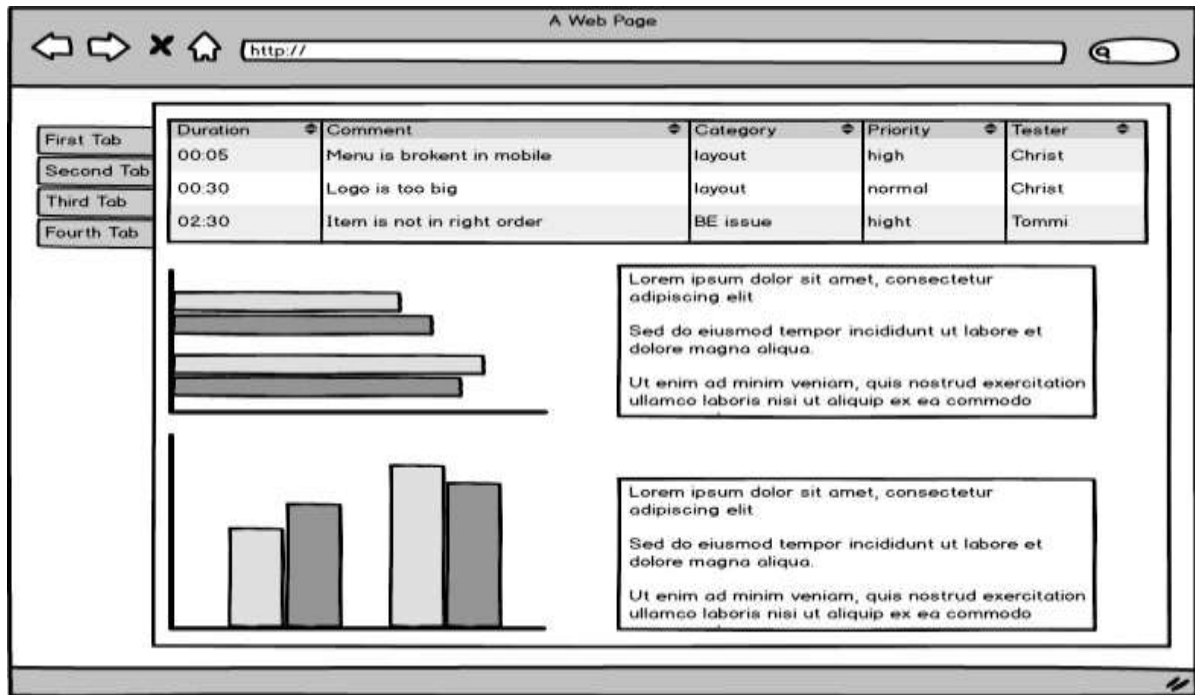 A Web Page
http://
First Tab
Second Tab
Third Tab
Fourth Tab
Duration Comment Category Priority Tester
00:05 Menu is brokent in mobile layout high Christ
00:30 Logo is too big layout normal Christ
02:30 Item is not in right order BE issue hight Tommi
Lorem ipsum dolor sit amet, consectetur
adipiscing elit
Sed do eiusmod tempor incididunt ut labore et
dolore magna aliqua.
Ut enim ad minim veniam, quis nostrud exercitation
ullamco laboris nisi ut aliquip ex ea commodo
Lorem ipsum dolor sit amet, consectetur
adipiscing elit
Sed do eiusmod tempor incididunt ut labore et
dolore magna aliqua.
Ut enim ad minim veniam, quis nostrud exercitation
ullamco laboris nisi ut aliquip ex ea commodo